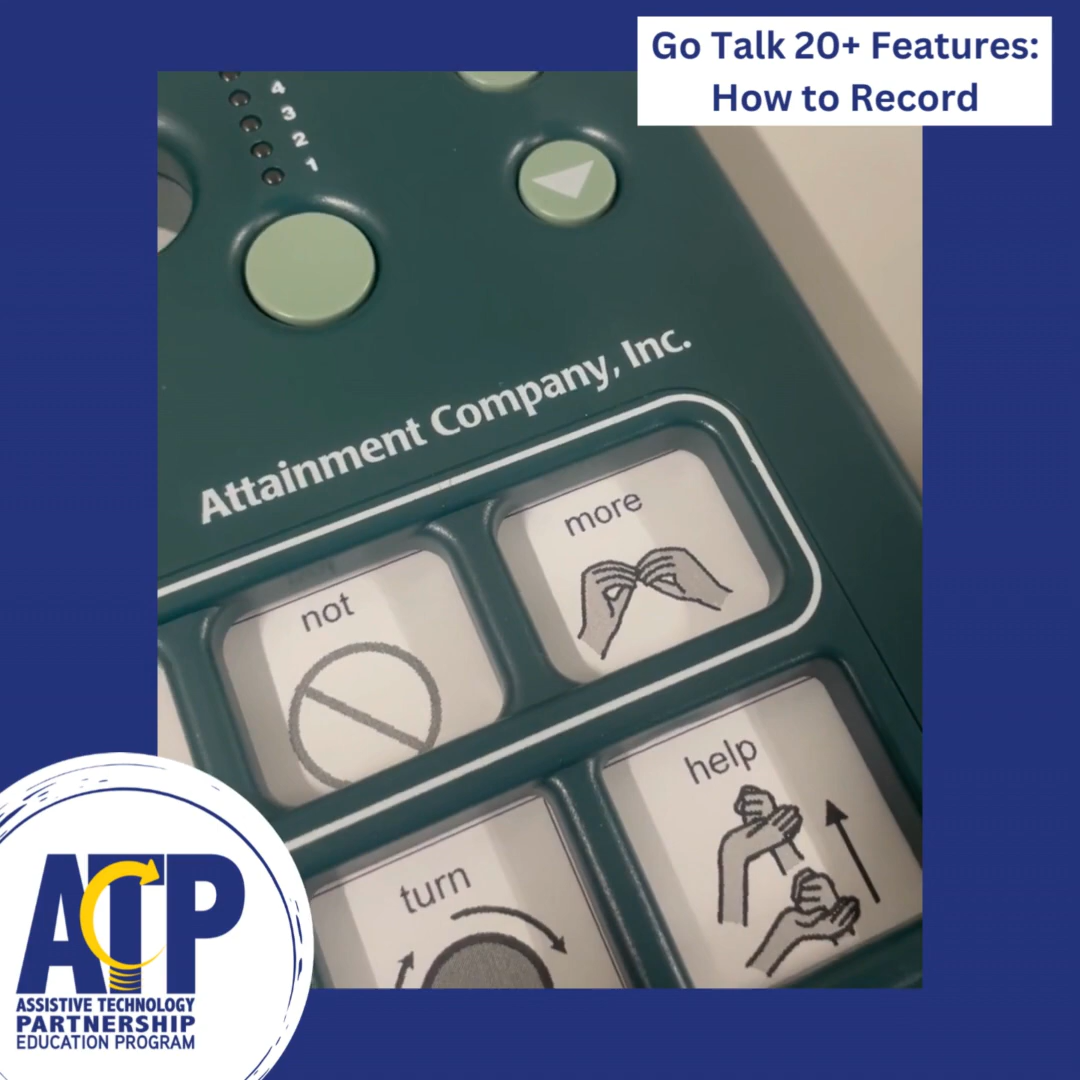 Go Talk 20+ Features:
How to Record
4
3
2
1
Attainment Company, Inc.
more
not
help
turn
ATP
ASSISTIVE TECHNOLOGY
PARTNERSHIP
EDUCATION PROGRAM